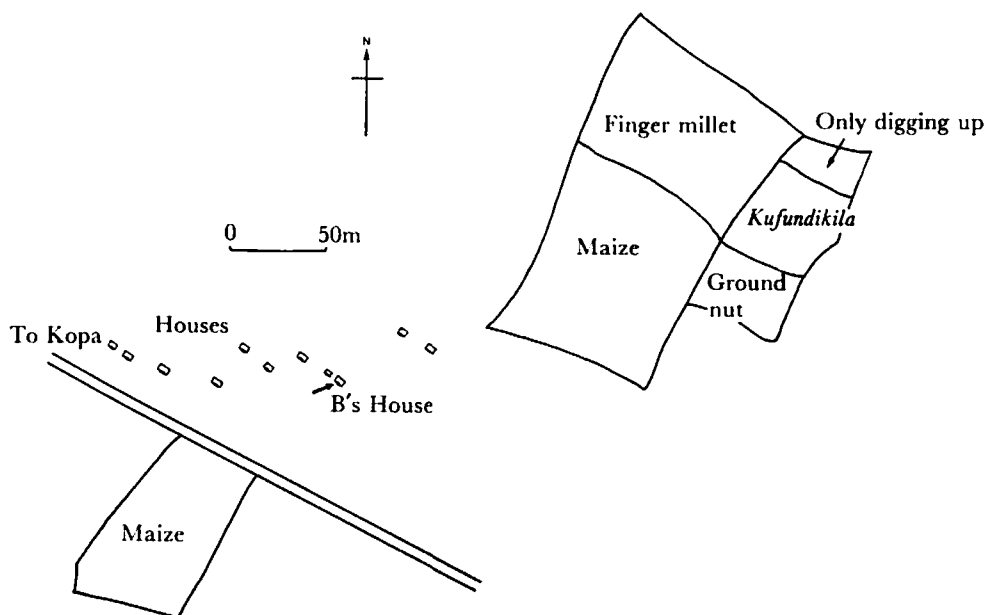 N
Finger millet
Only digging up
Kufundikila
0 50m
Maize
Ground
nut
To Kopa
Houses
B's House
Maize